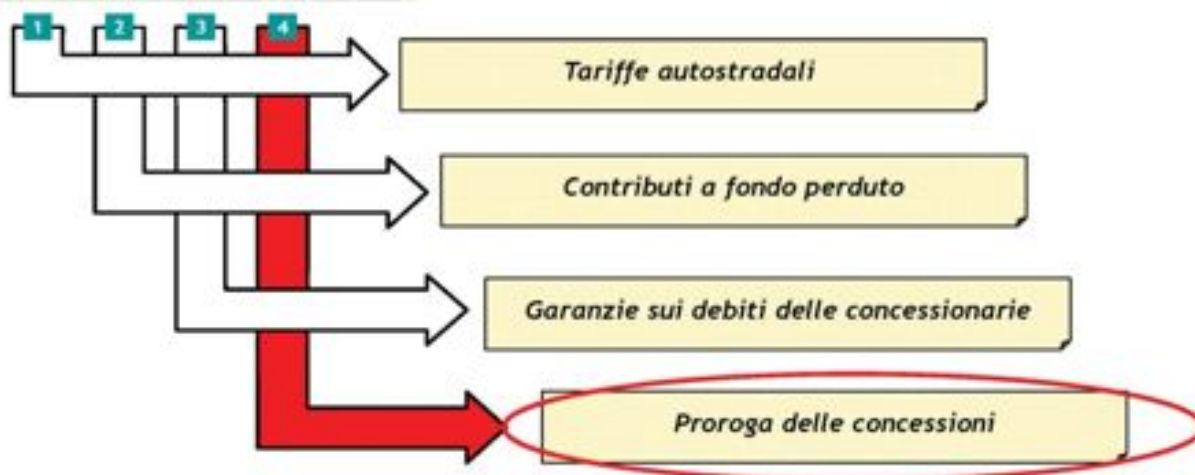 1 2 3 4
Tariffe autostradali
Contributi a fondo perduto
Garanzie sui debiti delle concessionarie
Proroga delle concessioni